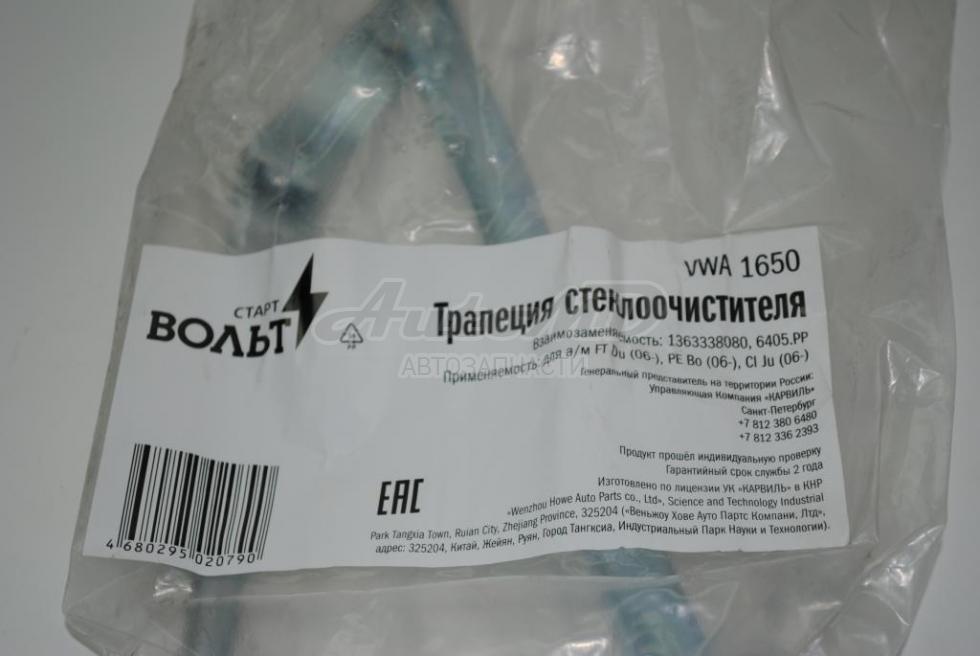 СТАРТ
ВОЛЬТ
VWA 1650
Трапеция стеклоочистителя
Взаимозаменяемость: 1363338080, 6405.PP
Применяемость: для а/м FT Du (06-), PE Bo (06-), CI Ju (06-)
Генеральный представитель на территории России:
Управляющая Компания «КАРВИЛЬ»
Санкт-Петербург
+7 812 380 6480
+7 812 336 2393
Продукт прошёл индивидуальную проверку
Гарантийный срок службы 2 года
Изготовлено по лицензии УК «КАРВИЛЬ» в КНР
«Wenzhou Howe Auto Parts co., Ltd», Science and Technology Industrial
Park Tangxia Town, Ruian City, Zhejiang Province, 325204 («Веньжоу Хове Ауто Партс Компани, Лтд»,
адрес: 325204, Китай, Жейян, Руян, Город Тангксиа, Индустриальный Парк Науки и Технологии).
EAC
4 680295 020790
АВТОЗАПЧАСТИ